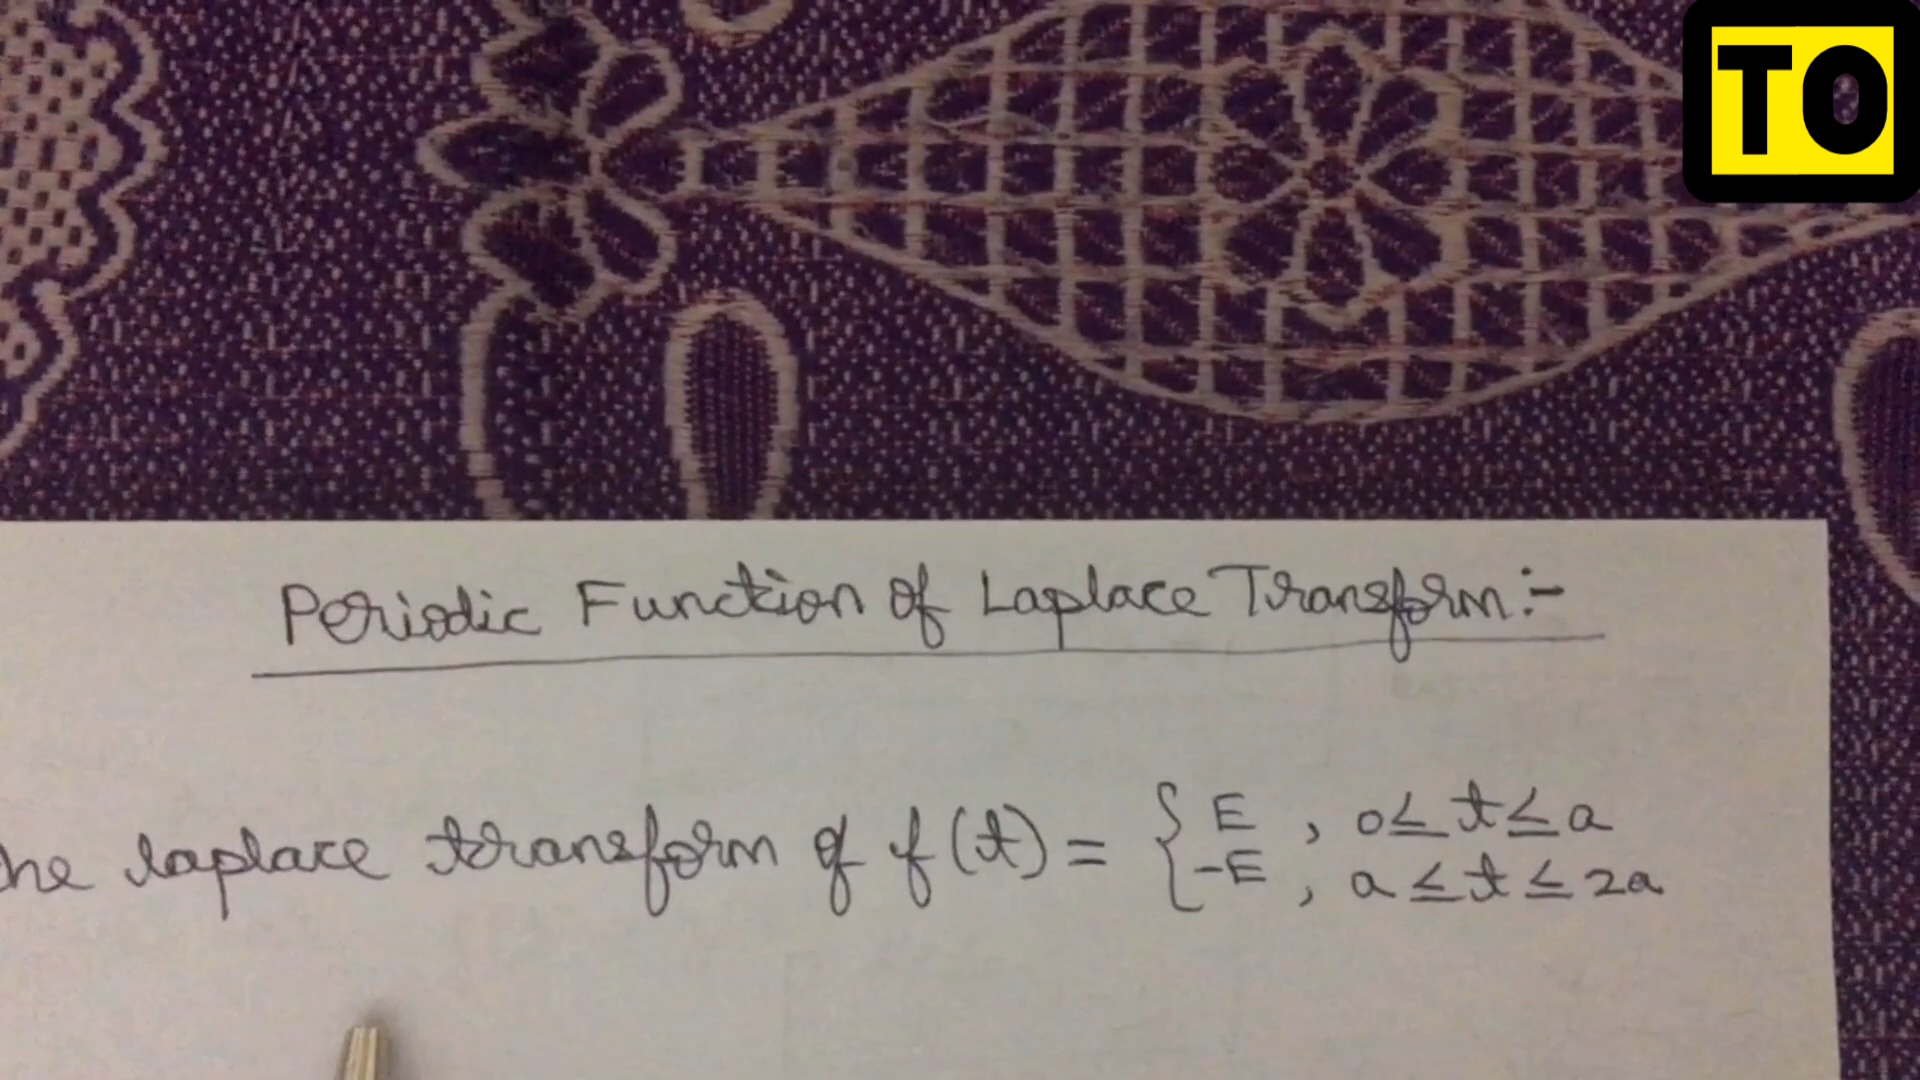 TO
Periodic Function of Laplace Transform:-
he laplace transform of f(t) = { E , 0 ≤ t ≤ a
-E , a ≤ t ≤ 2a